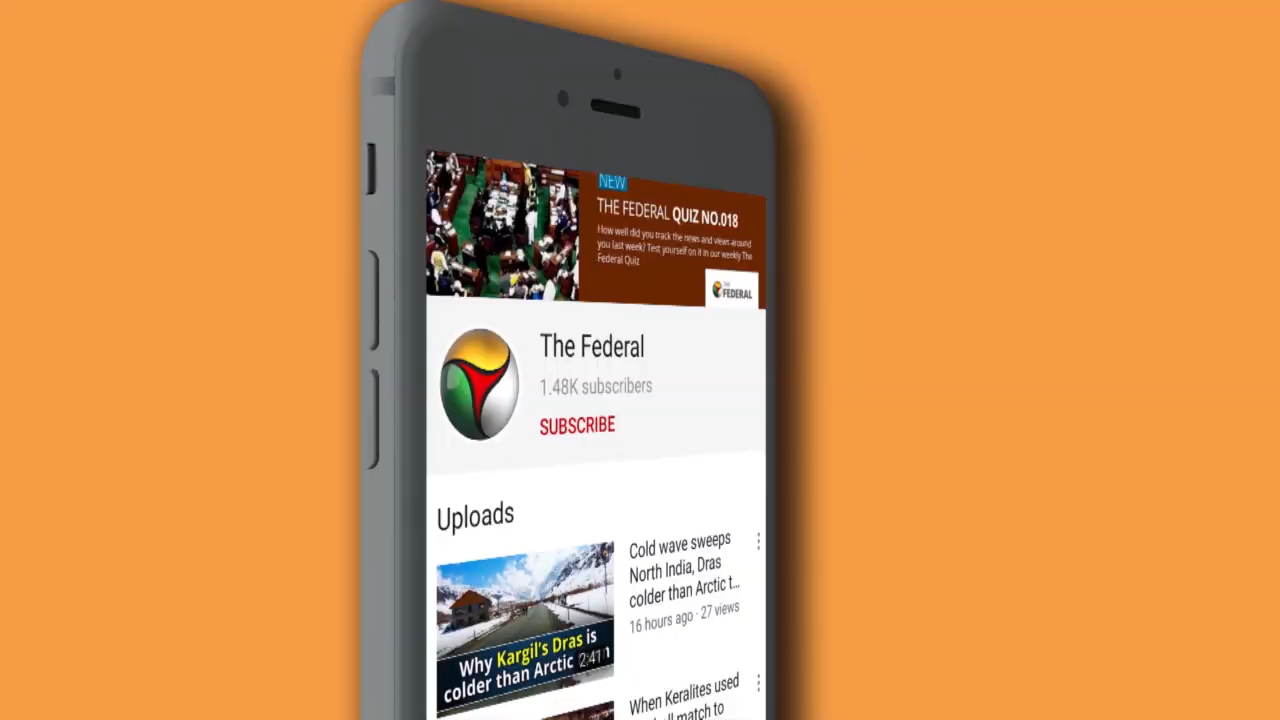 NEW
THE FEDERAL QUIZ NO.018
How well did you track the news and views around
you last week? Test yourself on it in our weekly The
Federal Quiz
THE
FEDERAL
The Federal
1.48K subscribers
SUBSCRIBE
Uploads
Cold wave sweeps
North India, Dras
colder than Arctic t...
16 hours ago · 27 views
Why Kargil's Dras is
colder than Arctic
2:41
When Keralites used
match to